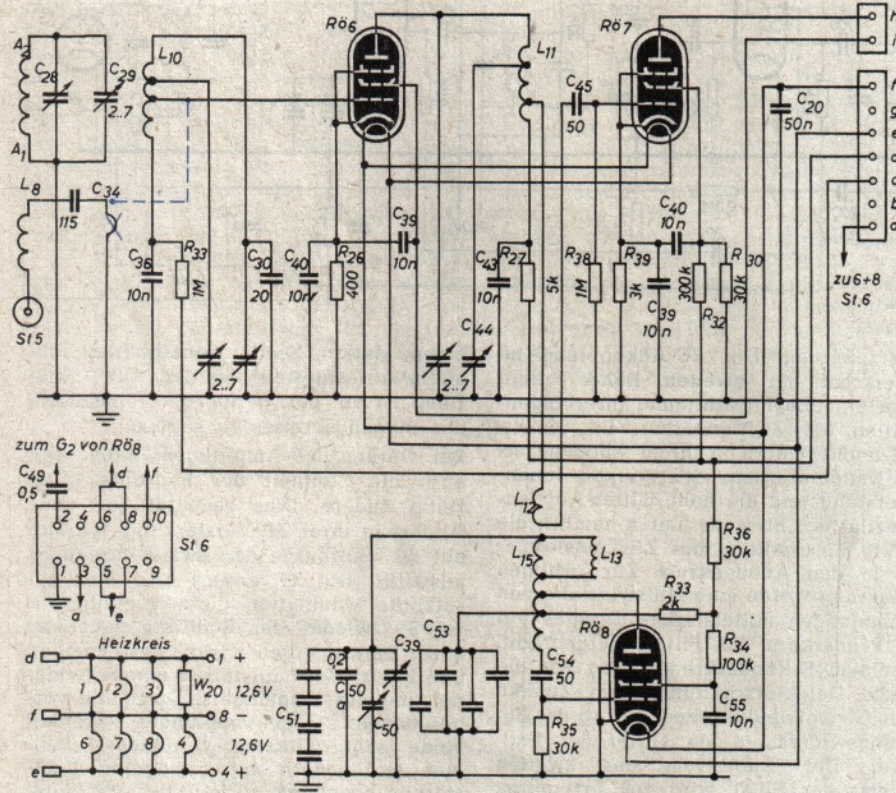 Rö6
Rö7
h
i
A2
C28
C29
2..7
L10
L11
C45
50
C20
50n
f
g
e
c
d
b
a
A1
L8
C34
115
C39
10n
C40
10n
C36
10n
R33
1M
C30
20
C40
10n
R26
400
C43
10n
R27
5k
R38
1M
R39
3k
C39
10n
300k
R32
R30
30k
zu 6+8
St.6
St5
2..7
C44
2..7
zum G2 von Rö8
C49
0,5
d
f
2 4 6 8 10
d
St 6
1 3 5 7 9
a
e
L12
L15
L13
R36
30k
R33
2k
Rö8
R34
100k
Heizkreis
d
1 2 3
W20
1 +
12,6V
f
8
6 7 8 4
12,6V
e
4 +
0,2
C50
a
C39
C53
C51
C50
C54
50
R35
30k
C55
10n